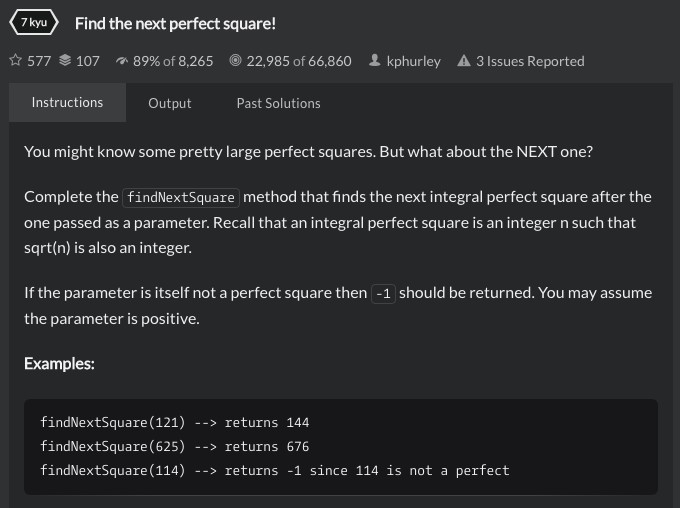 7 kyu Find the next perfect square!
577 107 89% of 8,265 22,985 of 66,860 kphurley 3 Issues Reported
Instructions Output Past Solutions
You might know some pretty large perfect squares. But what about the NEXT one?
Complete the findNextSquare method that finds the next integral perfect square after the
one passed as a parameter. Recall that an integral perfect square is an integer n such that
sqrt(n) is also an integer.
If the parameter is itself not a perfect square then -1 should be returned. You may assume
the parameter is positive.
Examples:
findNextSquare(121) --> returns 144
findNextSquare(625) --> returns 676
findNextSquare(114) --> returns -1 since 114 is not a perfect